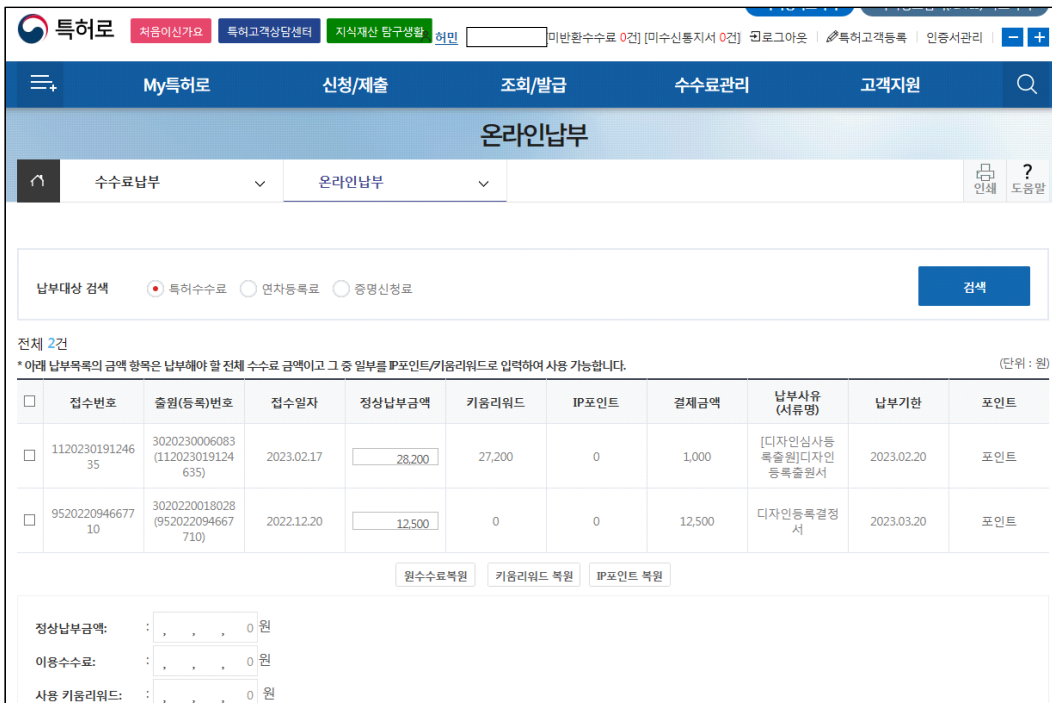 특허로 처음이신가요 특허고객상담센터 지식재산 탐구생활 허민 [미반환수수료 0건] [미수신통지서 0건] 로그아웃 특허고객등록 인증서관리
My특허로 신청/제출 조회/발급 수수료관리 고객지원
온라인납부
수수료납부 온라인납부 인쇄 ? 도움말
납부대상 검색 특허수수료 연차등록료 증명신청료 검색
전체 2건
* 아래 납부목록의 금액 항목은 납부해야 할 전체 수수료 금액이고 그 중 일부를 IP포인트/키움리워드로 입력하여 사용 가능합니다. (단위 : 원)
접수번호 출원(등록)번호 접수일자 정상납부금액 키움리워드 IP포인트 결제금액 납부사유 (서류명) 납부기한 포인트
1120230191246
35
3020230006083
(112023019124
635)
2023.02.17 28,200 27,200 0 1,000
[디자인심사등
록출원]디자인
등록출원서
2023.02.20 포인트
9520220946677
10
3020220018028
(952022094667
710)
2022.12.20 12,500 0 0 12,500
디자인등록결정
서
2023.03.20 포인트
원수수료복원 키움리워드 복원 IP포인트 복원
정상납부금액: : , , , 0 원
이용수수료: : , , , 0 원
사용 키움리워드: : , , , 0 원